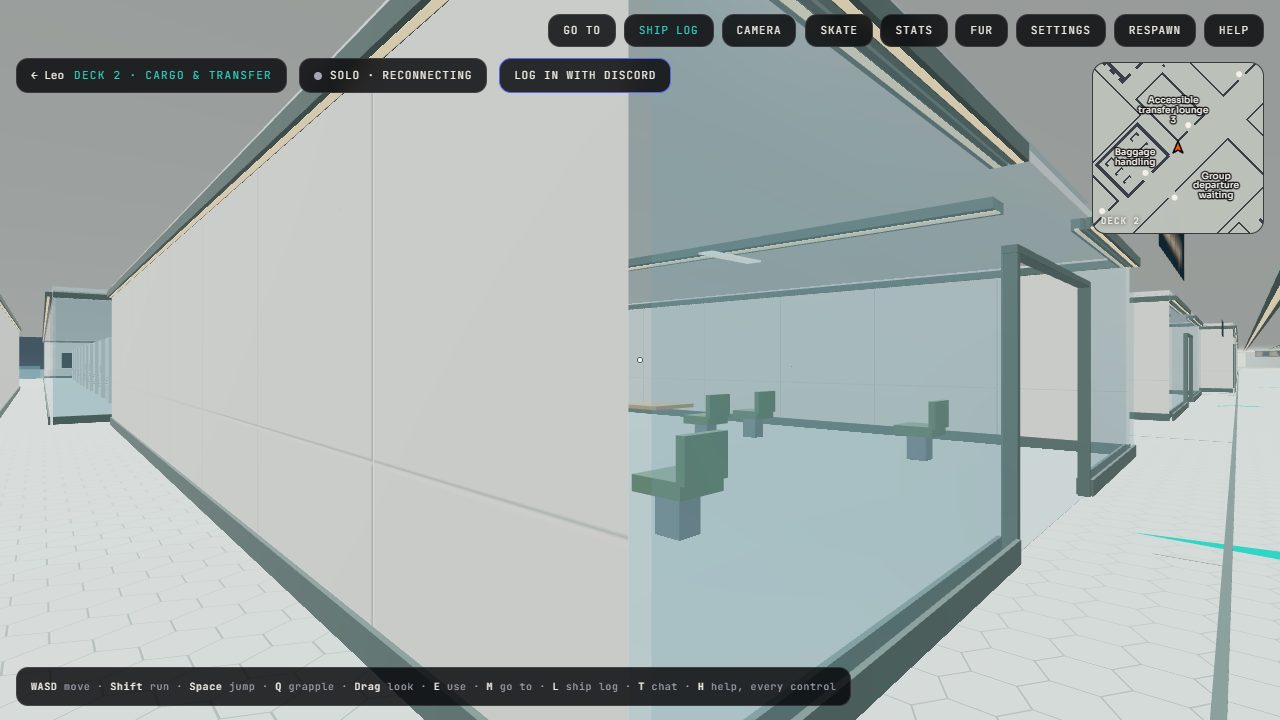 GO TO
SHIP LOG
CAMERA
SKATE
STATS
FUR
SETTINGS
RESPAWN
HELP
← Leo DECK 2 · CARGO & TRANSFER
SOLO · RECONNECTING
LOG IN WITH DISCORD
Accessible
transfer lounge
3
Baggage
handling
Group
departure
waiting
DECK 2
WASD move · Shift run · Space jump · Q grapple · Drag look · E use · M go to · L ship log · T chat · H help, every control